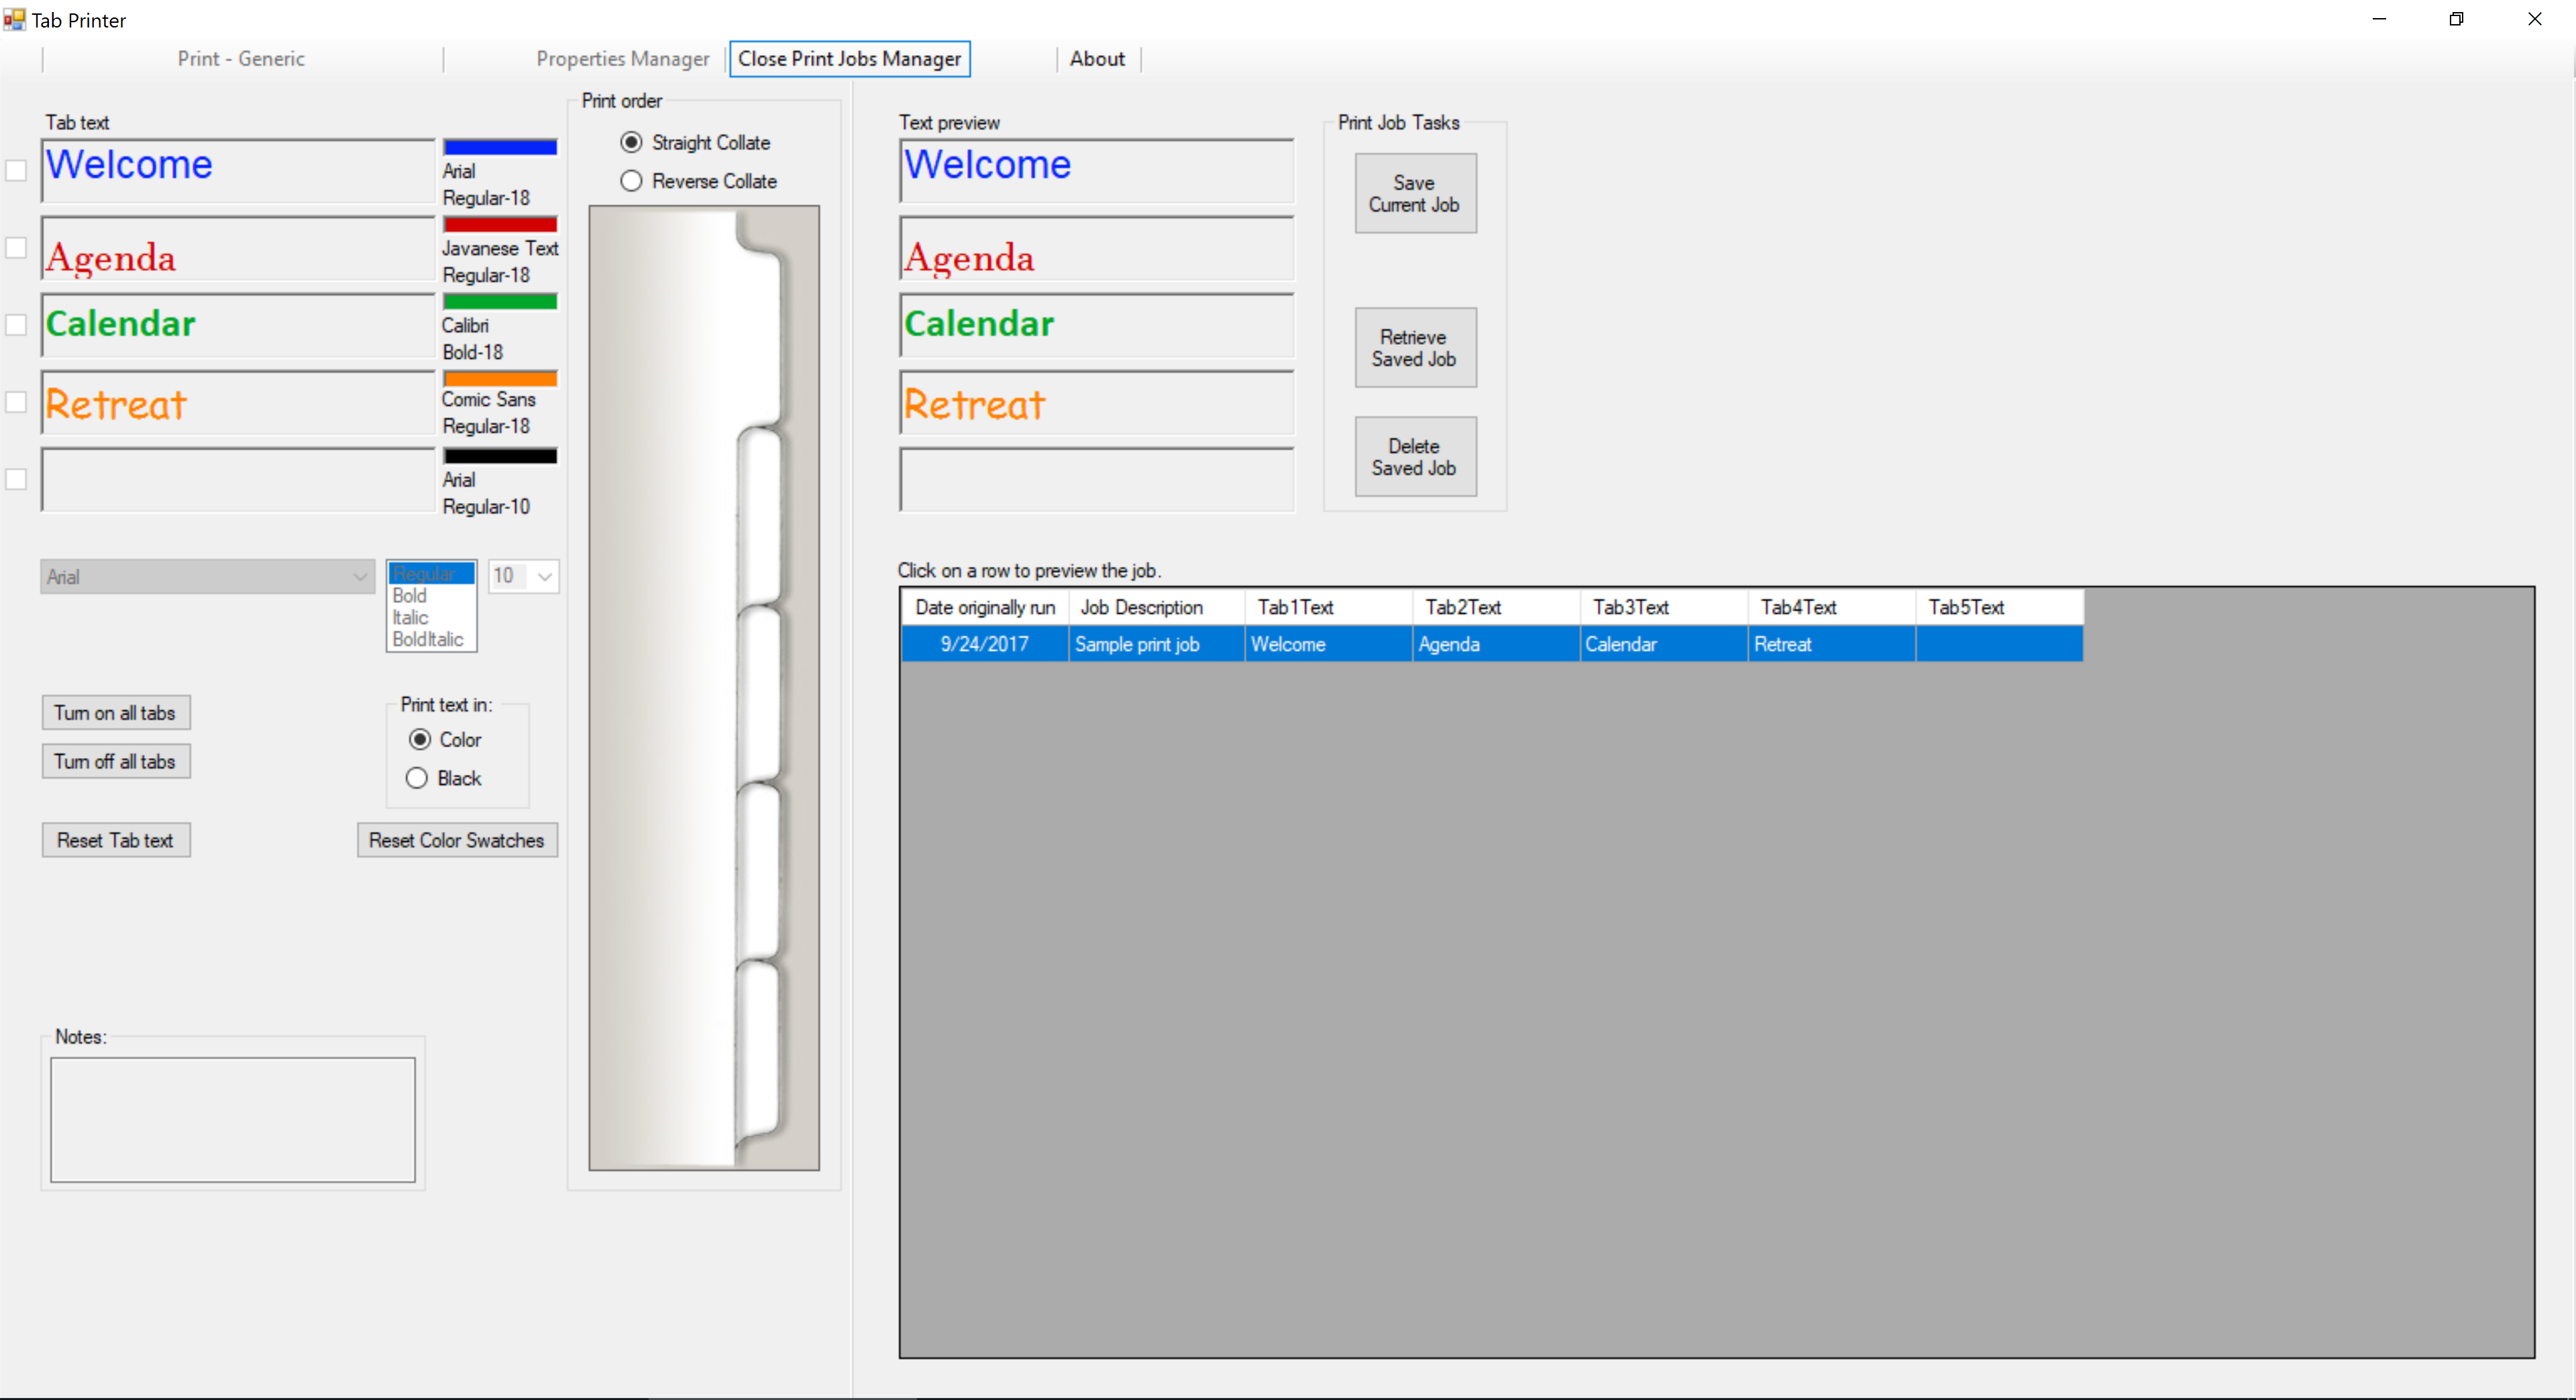 Tab Printer
Print - Generic
Properties Manager
Close Print Jobs Manager
About
Tab text
Welcome
Arial
Regular-18
Agenda
Javanese Text
Regular-18
Calendar
Calibri
Bold-18
Retreat
Comic Sans
Regular-18
Arial
Regular-10
Arial
Regular
Bold
Italic
BoldItalic
10
Turn on all tabs
Turn off all tabs
Print text in:
Color
Black
Reset Tab text
Reset Color Swatches
Notes:
Print order
Straight Collate
Reverse Collate
Text preview
Welcome
Agenda
Calendar
Retreat
Print Job Tasks
Save
Current Job
Retrieve
Saved Job
Delete
Saved Job
Click on a row to preview the job.
Date originally run Job Description Tab1Text Tab2Text Tab3Text Tab4Text Tab5Text
9/24/2017 Sample print job Welcome Agenda Calendar Retreat